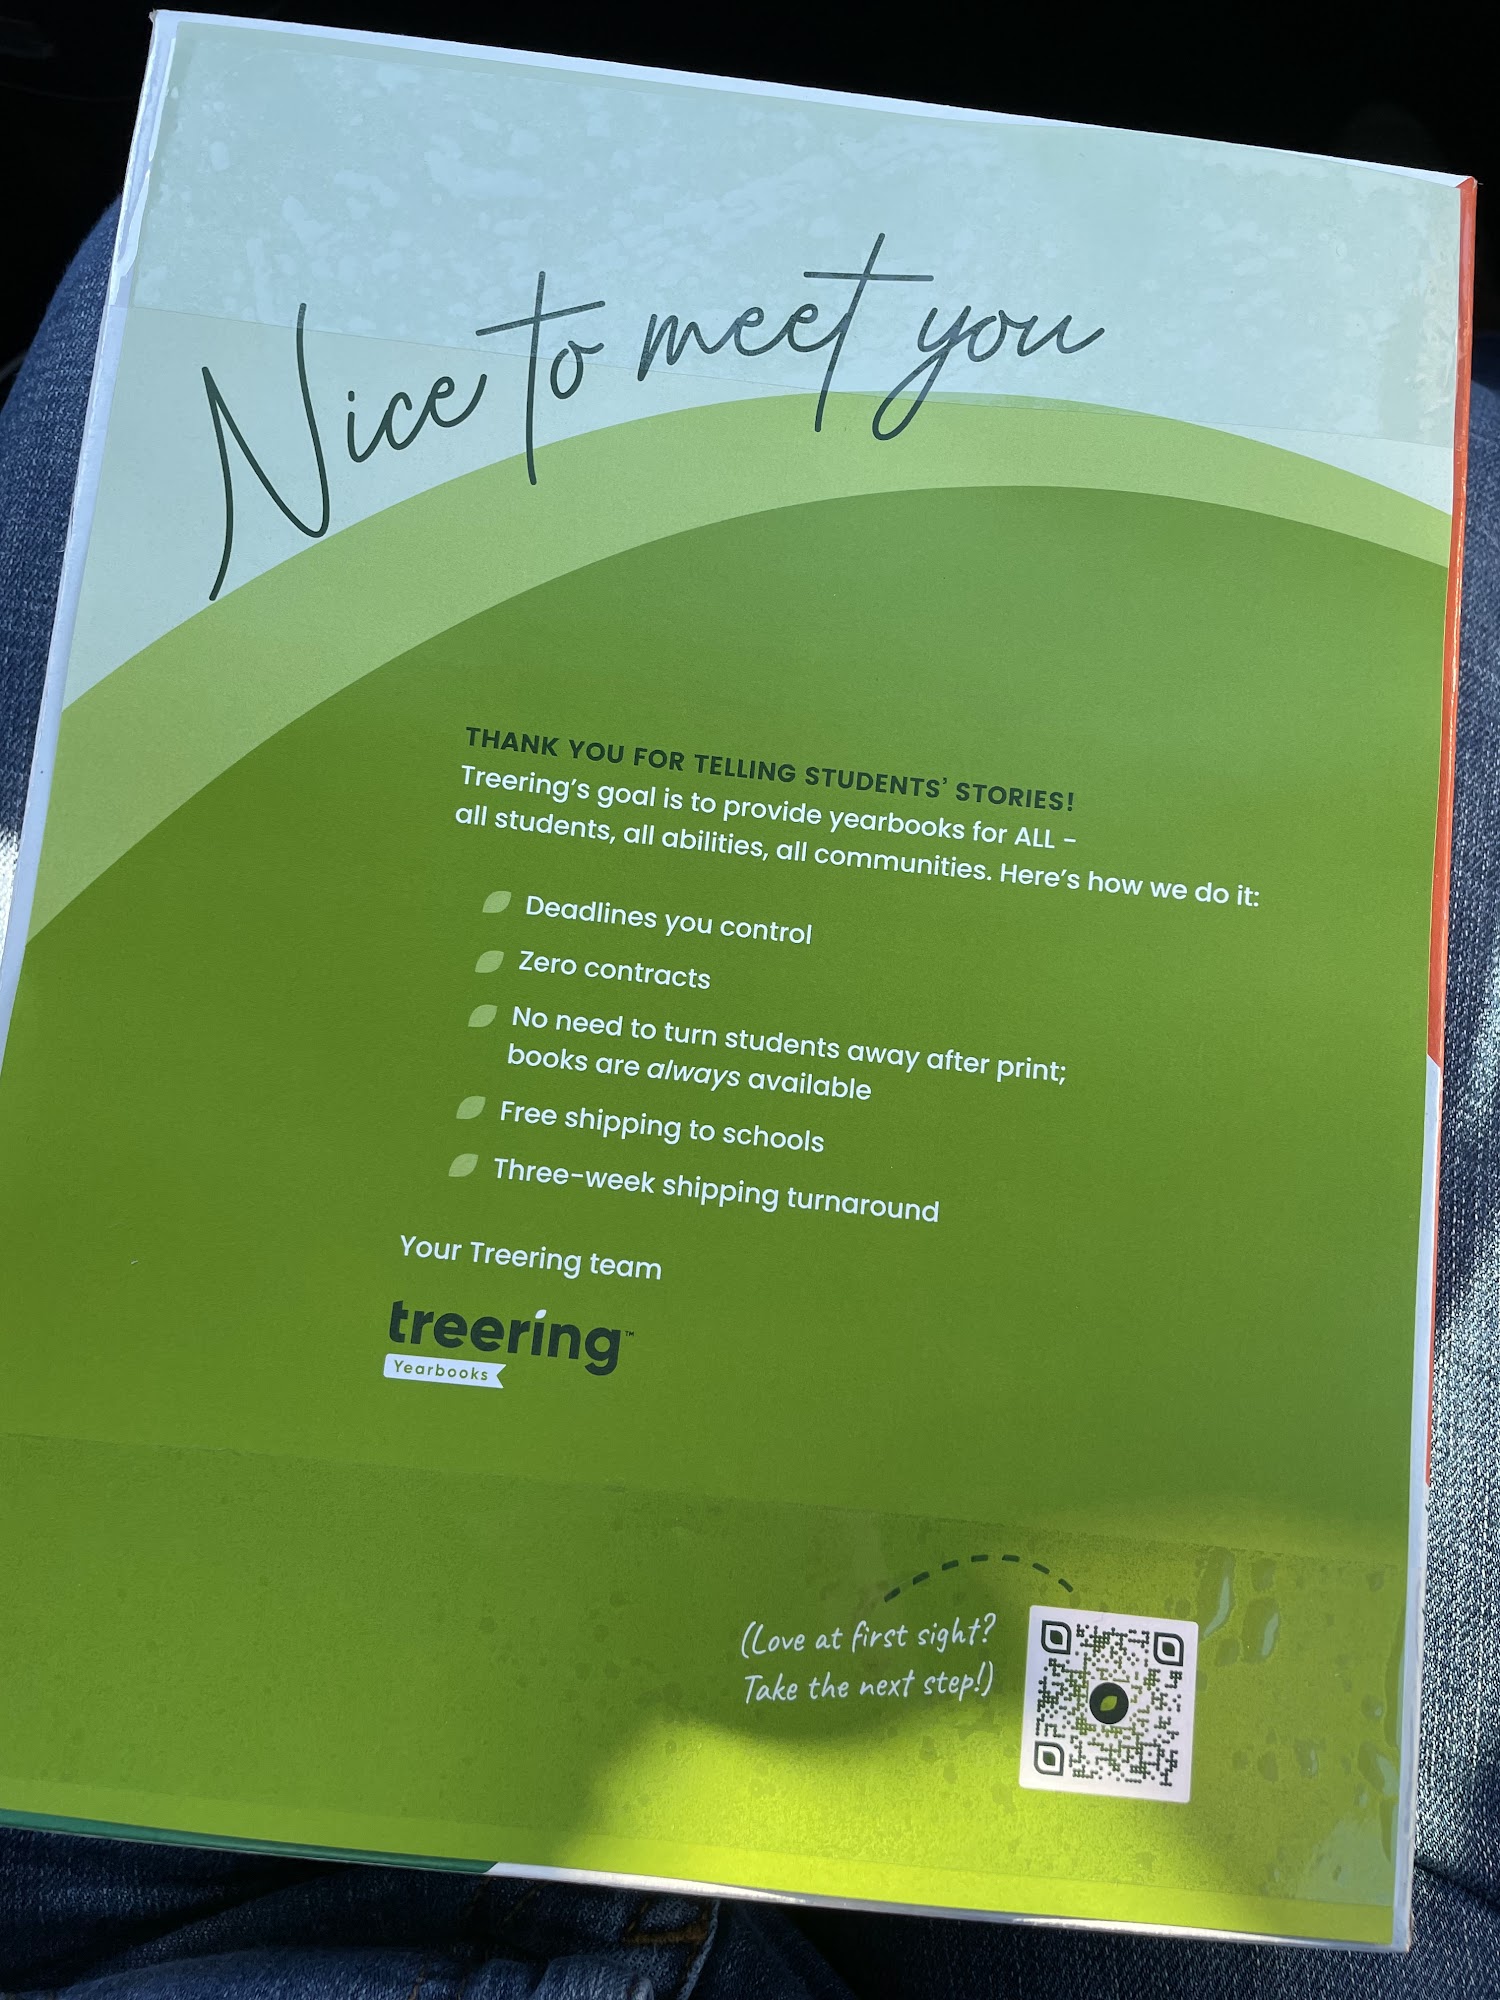 Nice to meet you
THANK YOU FOR TELLING STUDENTS’ STORIES!
Treering’s goal is to provide yearbooks for ALL –
all students, all abilities, all communities. Here’s how we do it:
Deadlines you control
Zero contracts
No need to turn students away after print;
books are always available
Free shipping to schools
Three-week shipping turnaround
Your Treering team
treering™
Yearbooks
(Love at first sight?
Take the next step!)